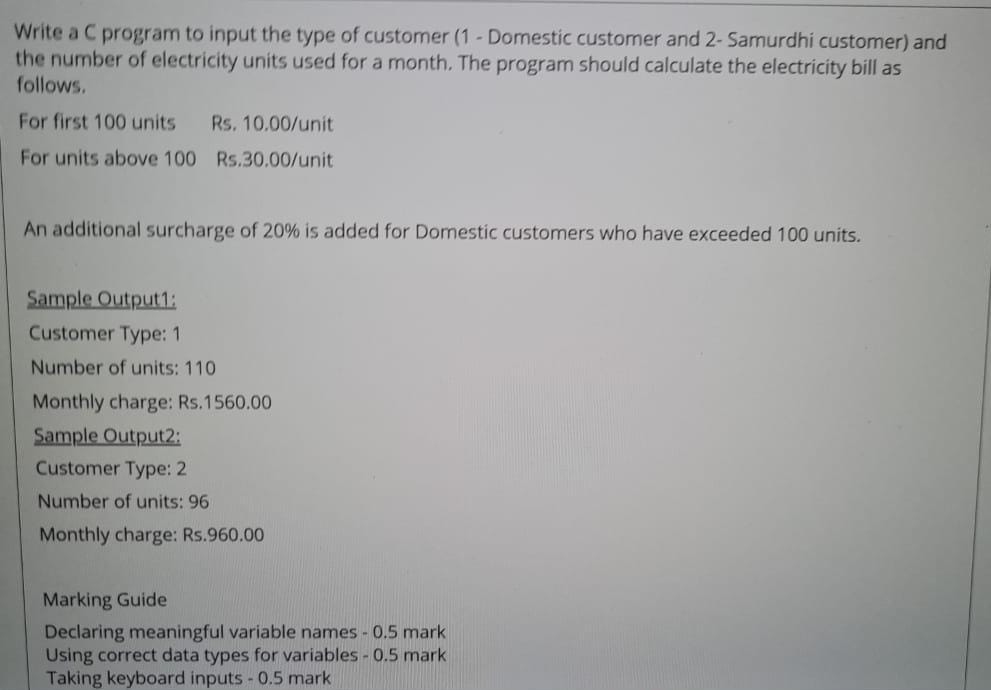 Write a C program to input the type of customer (1 - Domestic customer and 2- Samurdhi customer) and
the number of electricity units used for a month. The program should calculate the electricity bill as
follows.
For first 100 units Rs. 10.00/unit
For units above 100 Rs.30.00/unit
An additional surcharge of 20% is added for Domestic customers who have exceeded 100 units.
Sample Output1:
Customer Type: 1
Number of units: 110
Monthly charge: Rs.1560.00
Sample Output2:
Customer Type: 2
Number of units: 96
Monthly charge: Rs.960.00
Marking Guide
Declaring meaningful variable names - 0.5 mark
Using correct data types for variables - 0.5 mark
Taking keyboard inputs - 0.5 mark